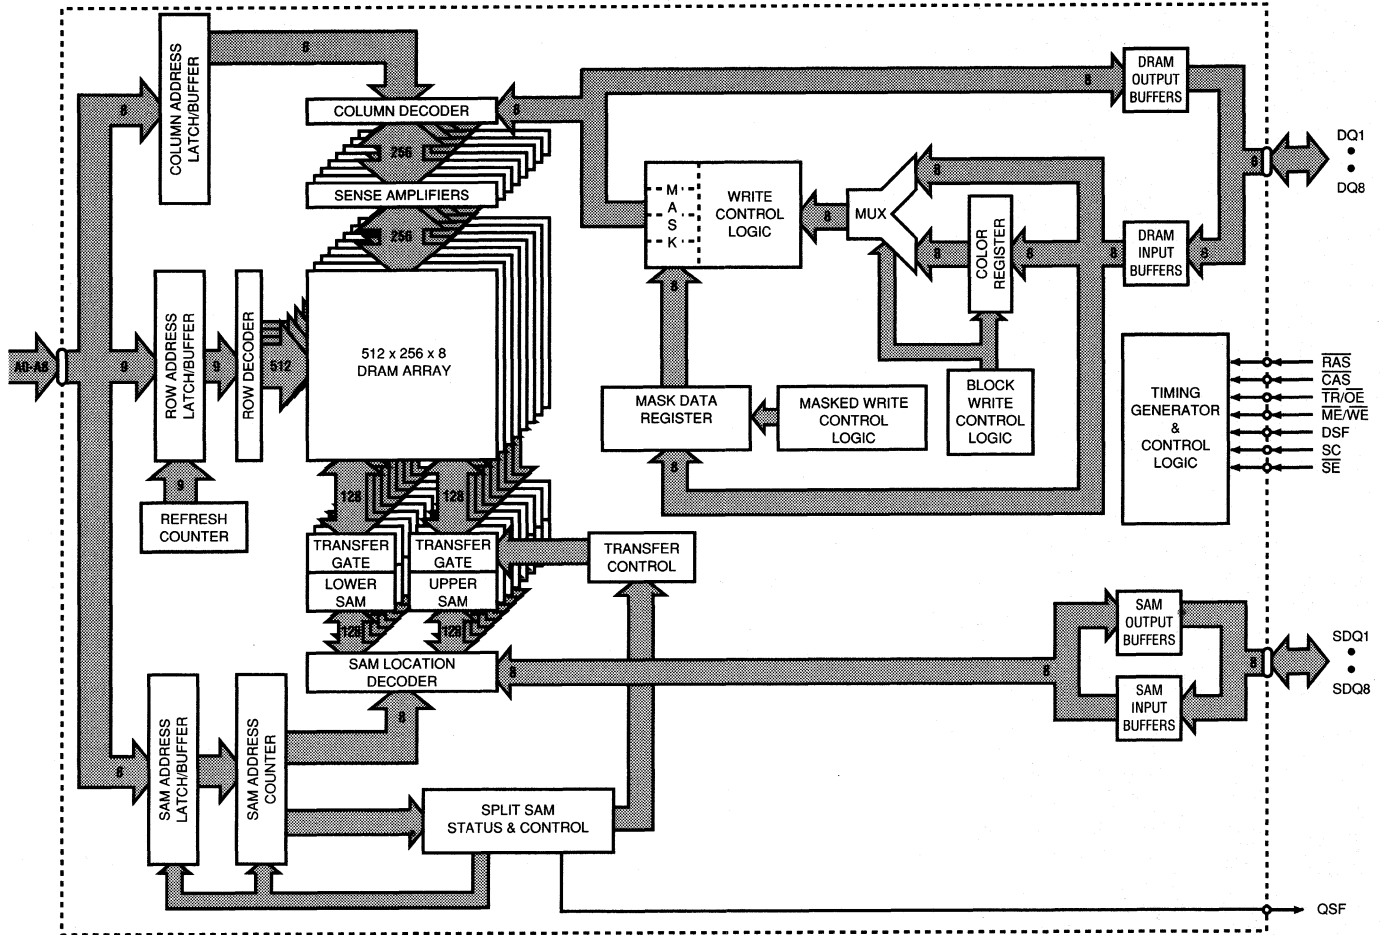 COLUMN ADDRESS
LATCH/BUFFER
8
8
COLUMN DECODER
8
256
SENSE AMPLIFIERS
256
8
DRAM
OUTPUT
BUFFERS
DQ1
DQ8
8
M
A
S
K
WRITE
CONTROL
LOGIC
8
MUX
8
8
COLOR
REGISTER
8
8
DRAM
INPUT
BUFFERS
8
A0-A8
9
ROW ADDRESS
LATCH/BUFFER
9
ROW DECODER
512
512 x 256 x 8
DRAM ARRAY
9
REFRESH
COUNTER
8
MASK DATA
REGISTER
MASKED WRITE
CONTROL
LOGIC
BLOCK
WRITE
CONTROL
LOGIC
8
TIMING
GENERATOR
&
CONTROL
LOGIC
RAS
CAS
TR/OE
ME/WE
DSF
SC
SE
128
128
TRANSFER
GATE
TRANSFER
GATE
LOWER
SAM
UPPER
SAM
TRANSFER
CONTROL
128
128
SAM LOCATION
DECODER
8
8
SAM
OUTPUT
BUFFERS
SAM
INPUT
BUFFERS
8
SDQ1
SDQ8
8
SAM ADDRESS
LATCH/BUFFER
SAM ADDRESS
COUNTER
8
SPLIT SAM
STATUS & CONTROL
QSF